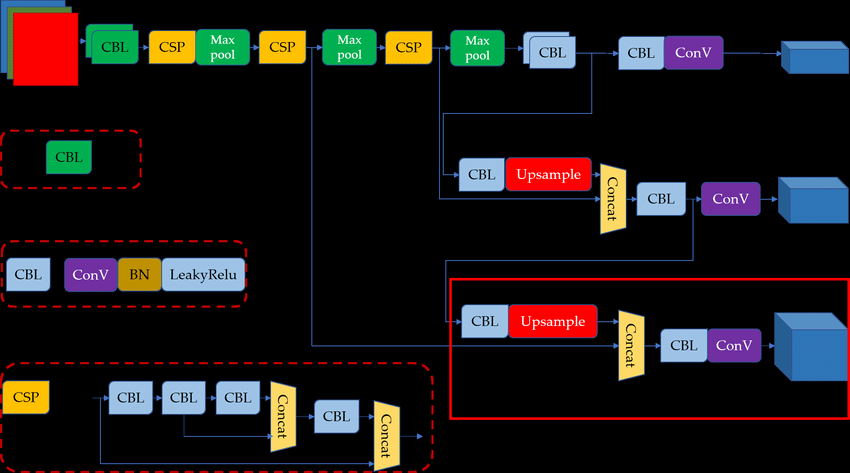 CBL
CSP
Max
pool
CSP
Max
pool
CSP
Max
pool
CBL
CBL
ConV
CBL
CBL
Upsample
Concat
CBL
ConV
CBL
ConV
BN
LeakyRelu
CBL
Upsample
Concat
CBL
ConV
CSP
CBL
CBL
CBL
Concat
CBL
Concat